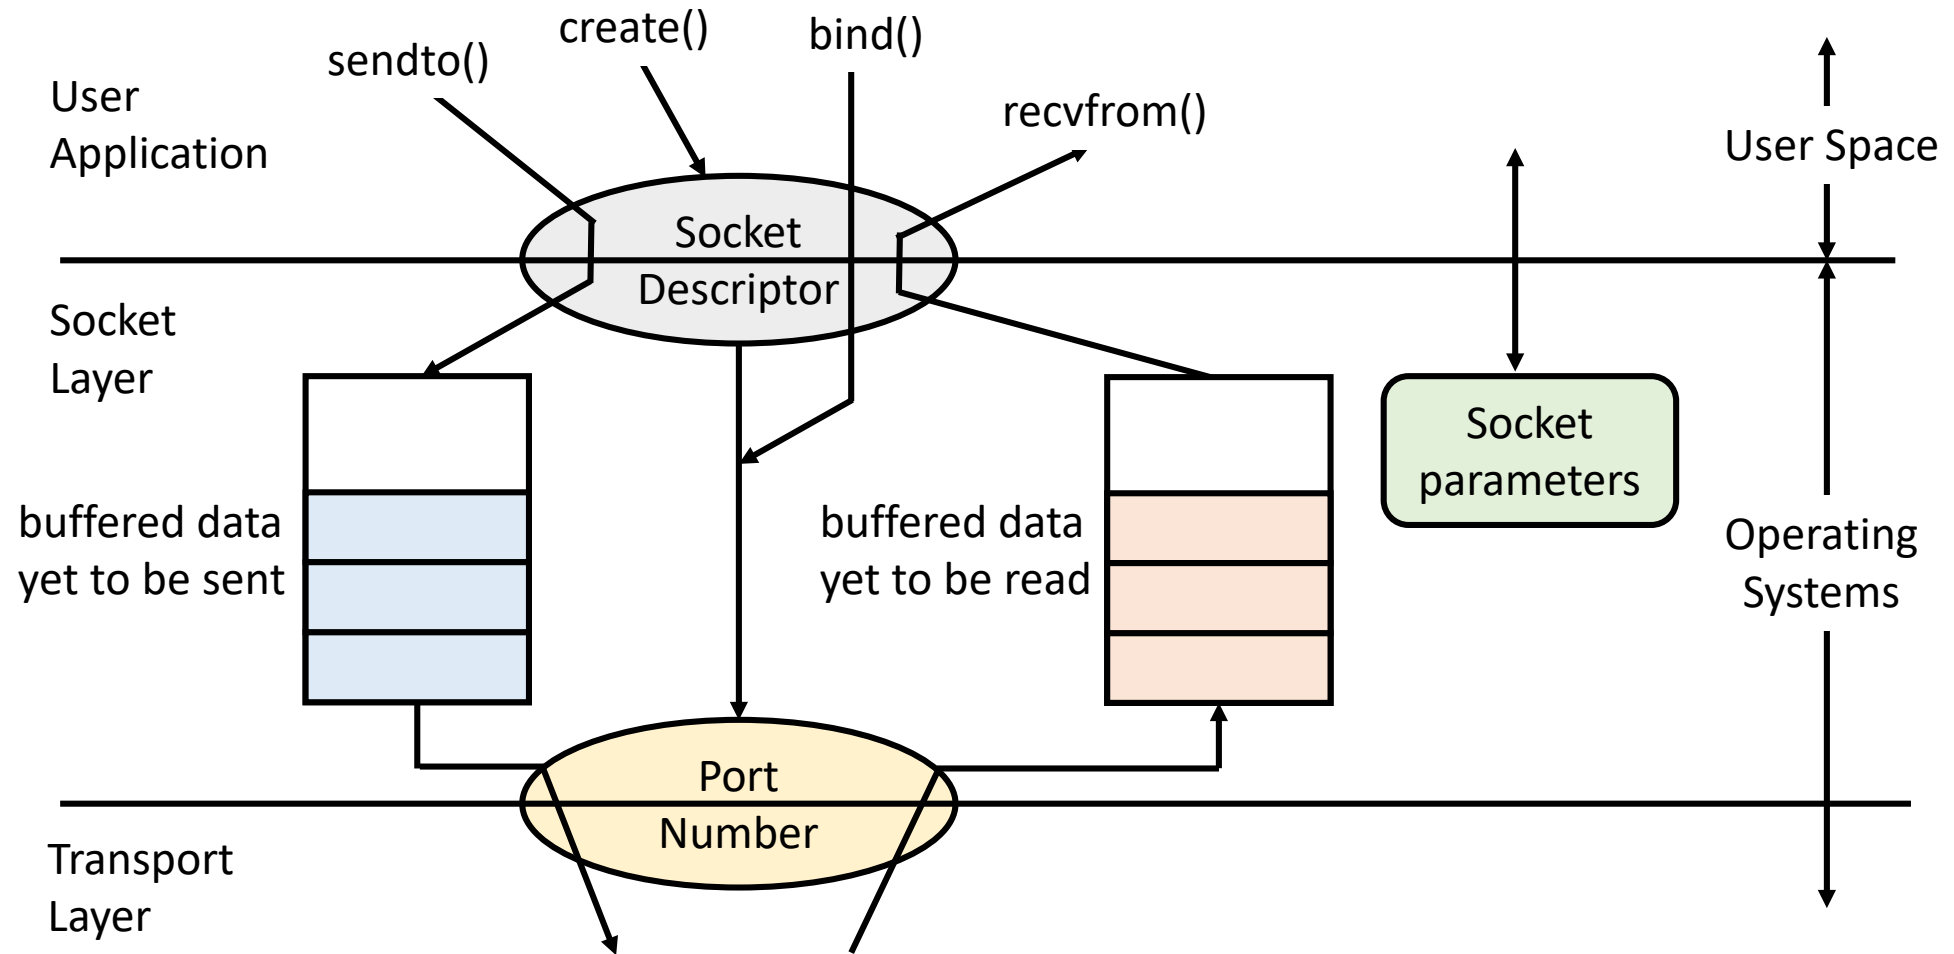 sendto()
create()
bind()
recvfrom()
User
Application
User Space
Socket
Descriptor
Socket
Layer
Socket
parameters
buffered data
yet to be sent
buffered data
yet to be read
Operating
Systems
Port
Number
Transport
Layer